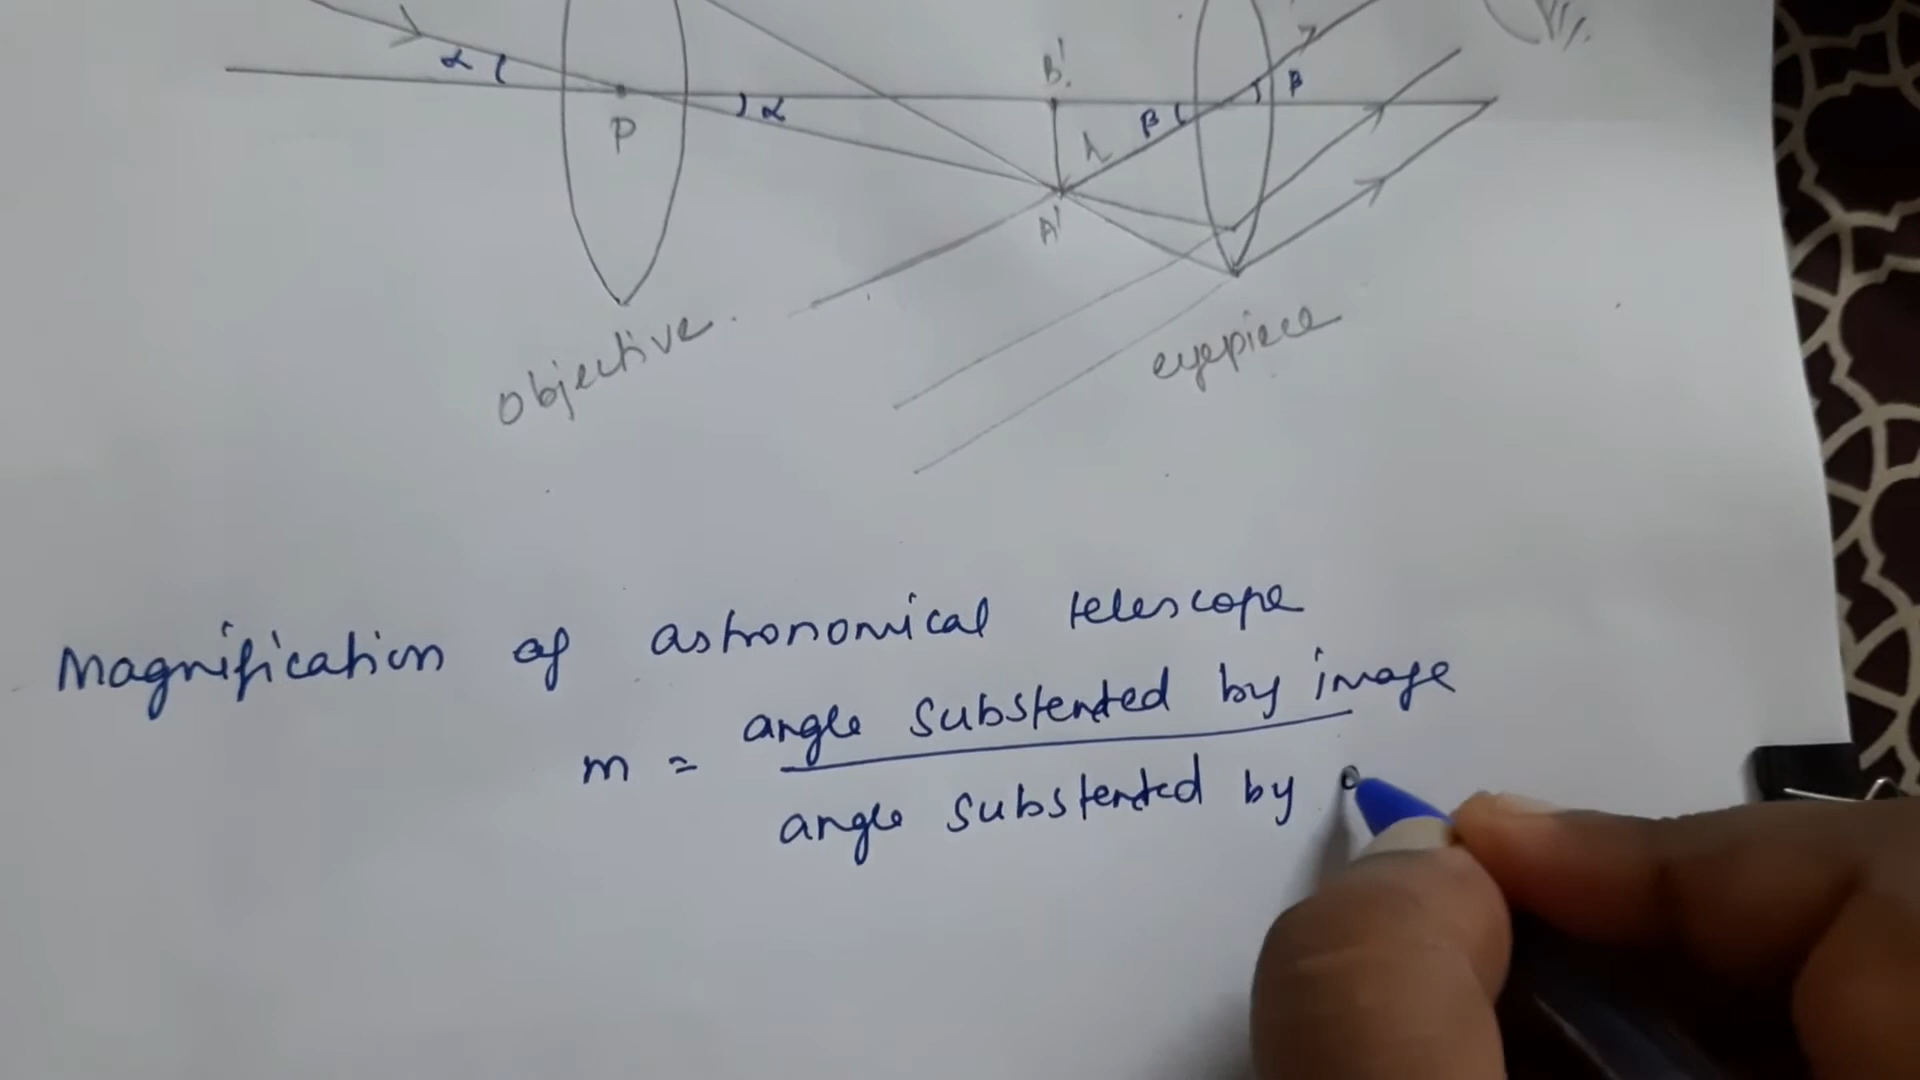 α
α
P
B'
h
β
β
A'
objective.
eyepiece
Magnification of astronomical telescope
angle substented by image
m =
angle substented by o